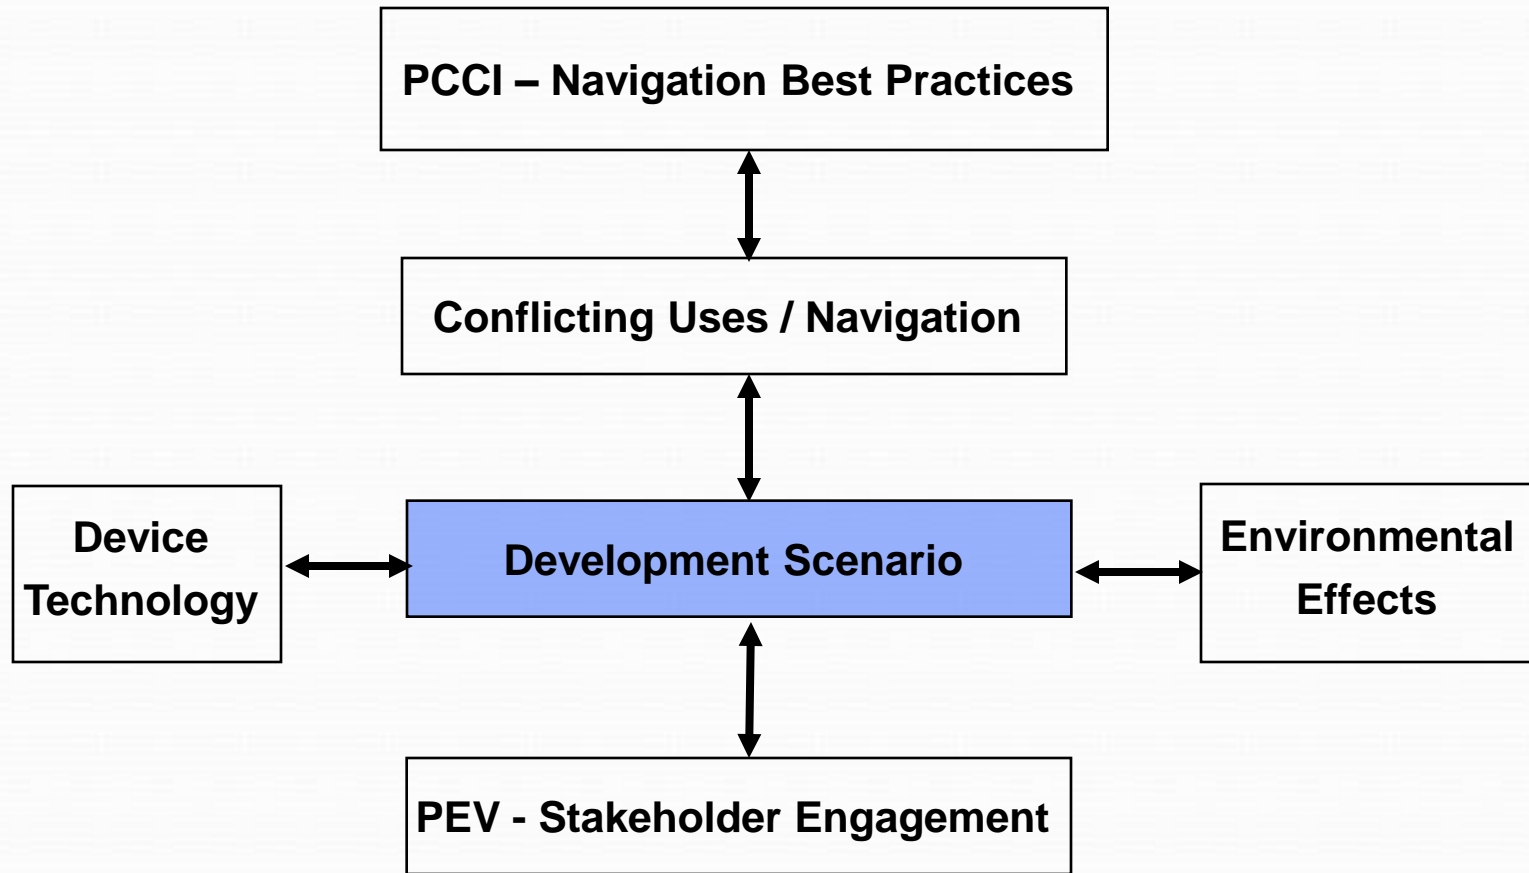 PCCI – Navigation Best Practices
Conflicting Uses / Navigation
Device
Technology
Development Scenario
Environmental
Effects
PEV - Stakeholder Engagement